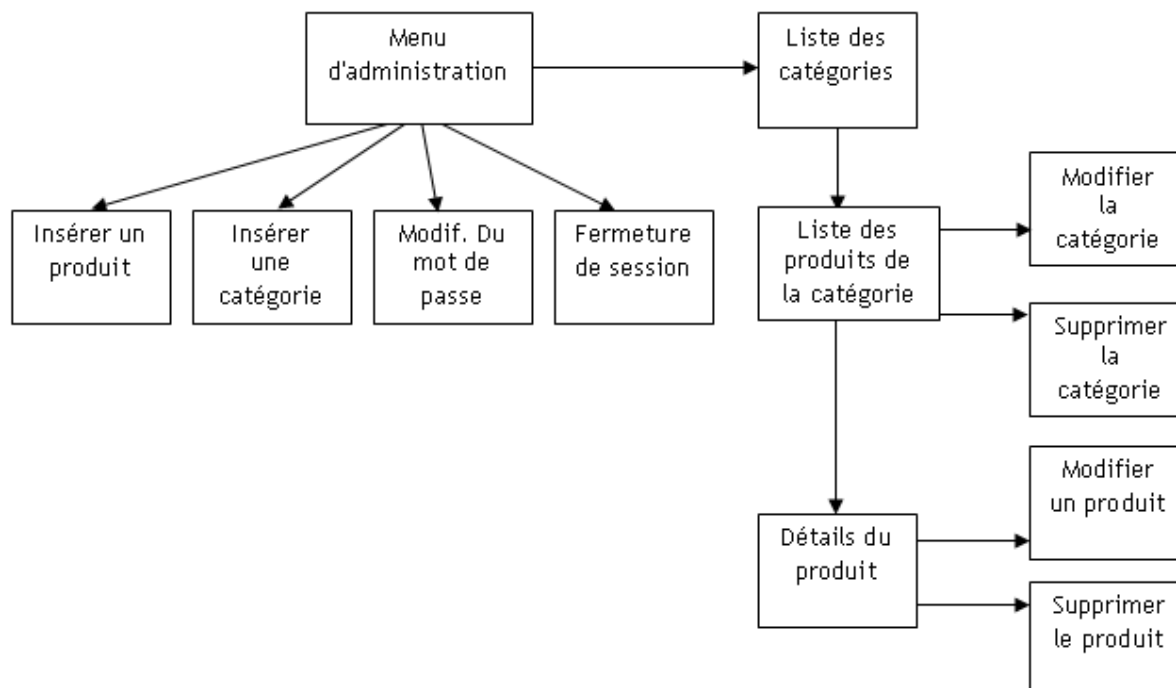 Menu
d'administration
Liste des
catégories
Insérer un
produit
Insérer
une
catégorie
Modif. Du
mot de
passe
Fermeture
de session
Liste des
produits de
la catégorie
Modifier
la
catégorie
Supprimer
la
catégorie
Détails du
produit
Modifier
un produit
Supprimer
le produit